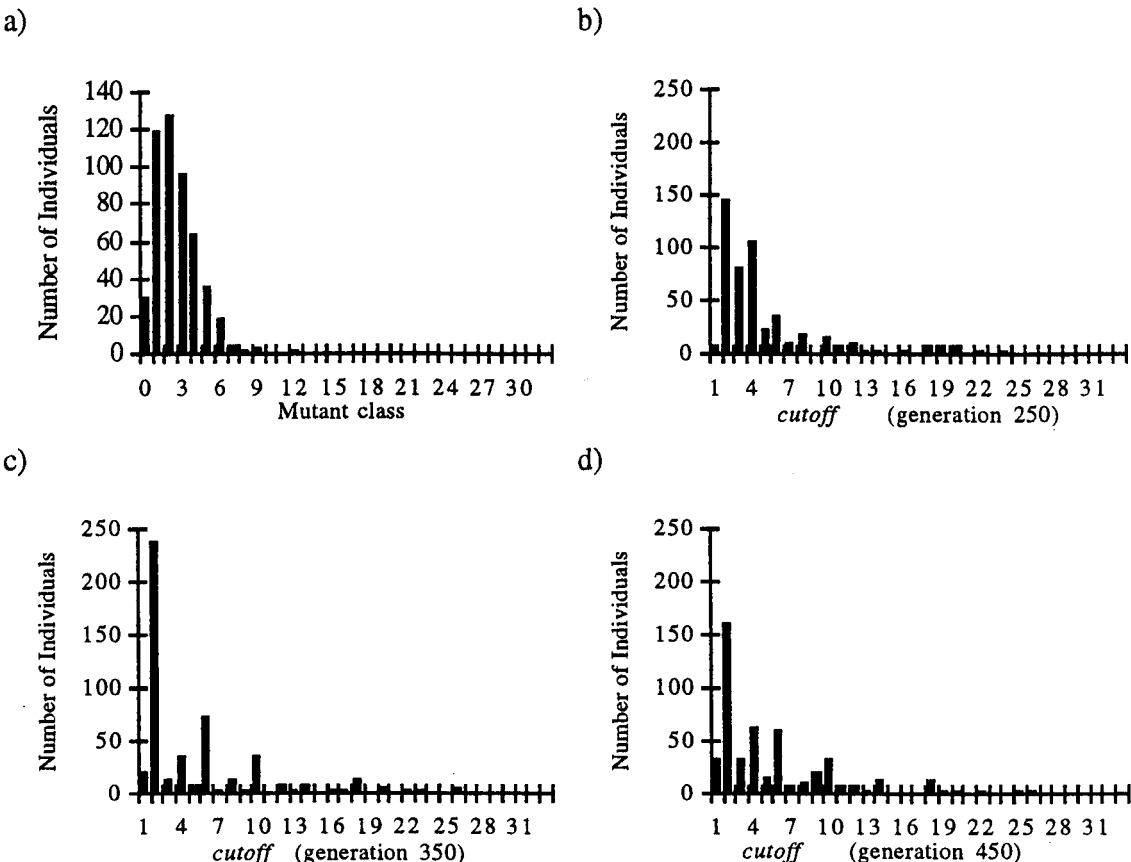 a)
Number of Individuals
140
120
100
80
60
40
20
0
0 3 6 9 12 15 18 21 24 27 30
Mutant class
b)
Number of Individuals
250
200
150
100
50
0
1 4 7 10 13 16 19 22 25 28 31
cutoff (generation 250)
c)
Number of Individuals
250
200
150
100
50
0
1 4 7 10 13 16 19 22 25 28 31
cutoff (generation 350)
d)
Number of Individuals
250
200
150
100
50
0
1 4 7 10 13 16 19 22 25 28 31
cutoff (generation 450)